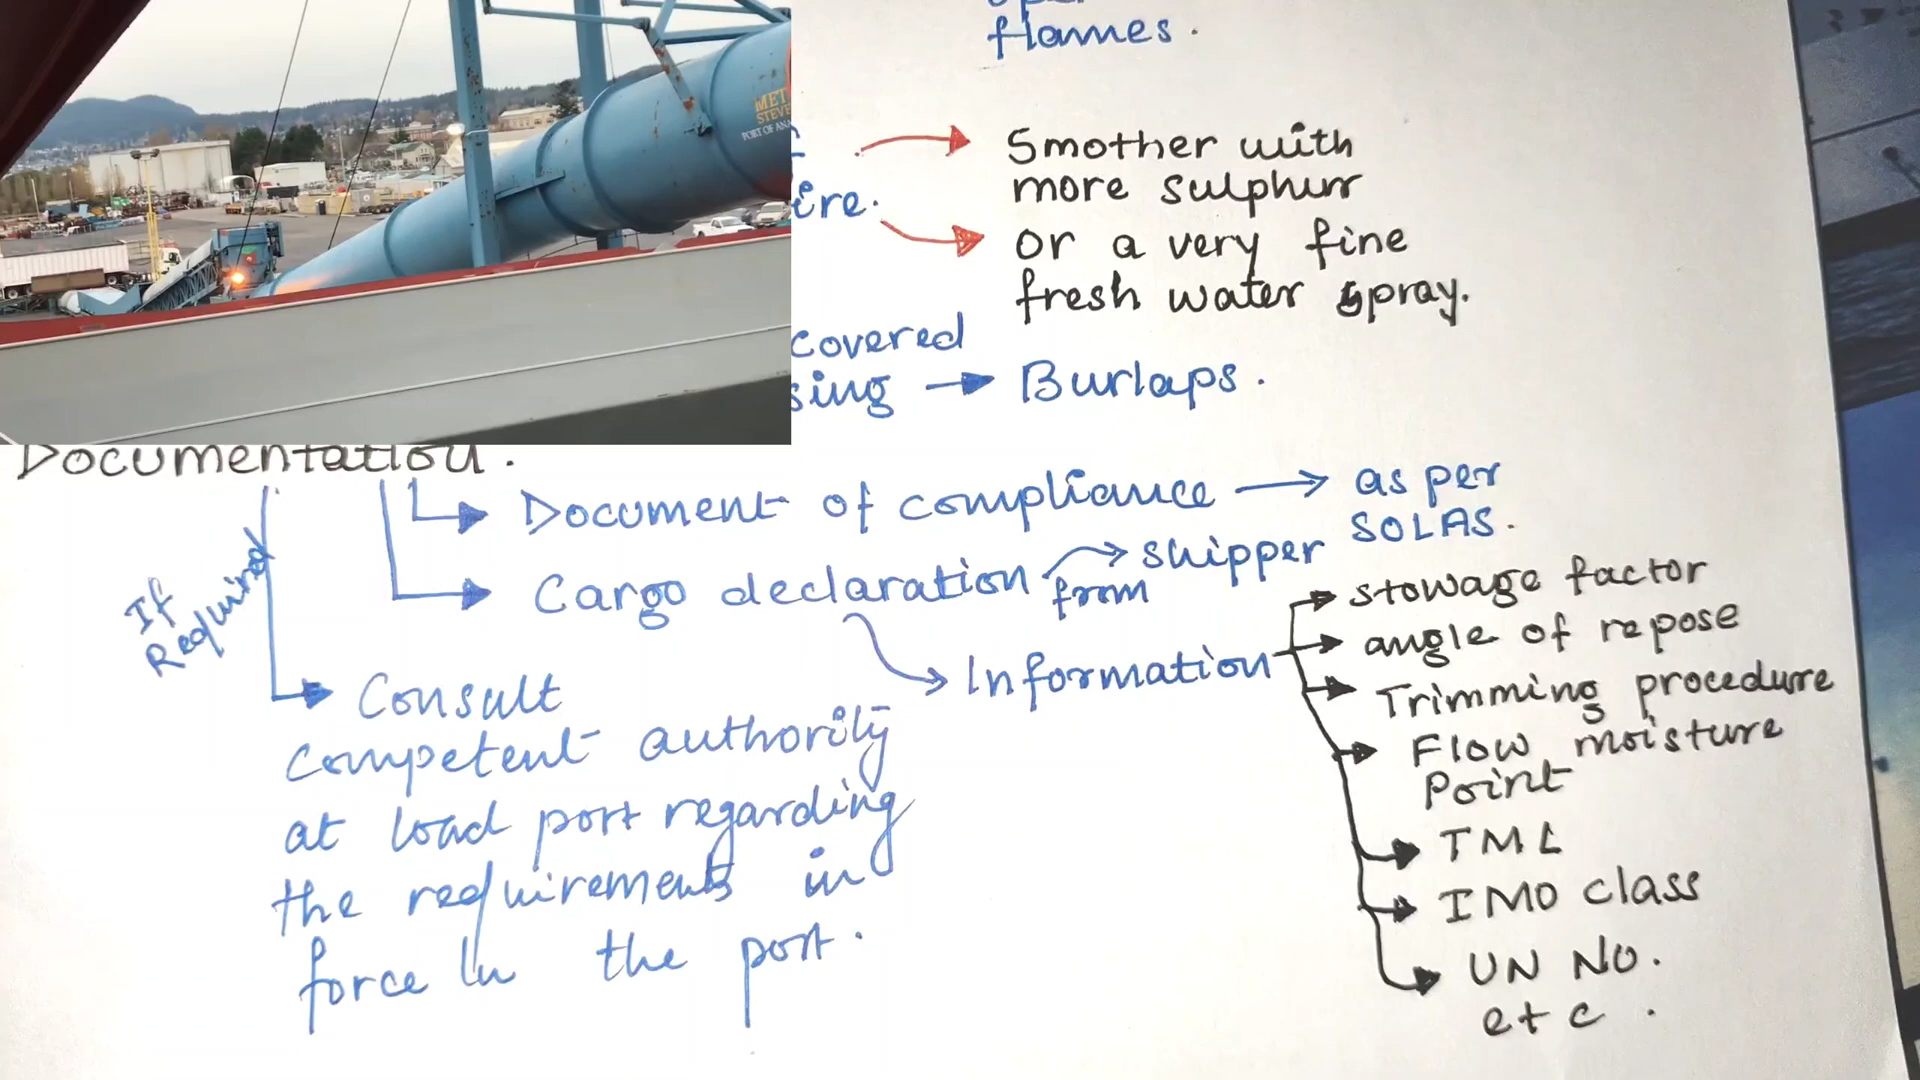 flames.
Smother with
more sulphur
or a very fine
fresh water spray.
covered
Burlaps.
Documentation.
Document of compliance
as per
SOLAS.
Cargo declaration
from
shipper
Information
stowage factor
angle of repose
Trimming procedure
Flow moisture
Point
TML
IMO class
UN NO.
etc.
If
Required
Consult
competent authority
at load port regarding
the requirements in
force in the port.